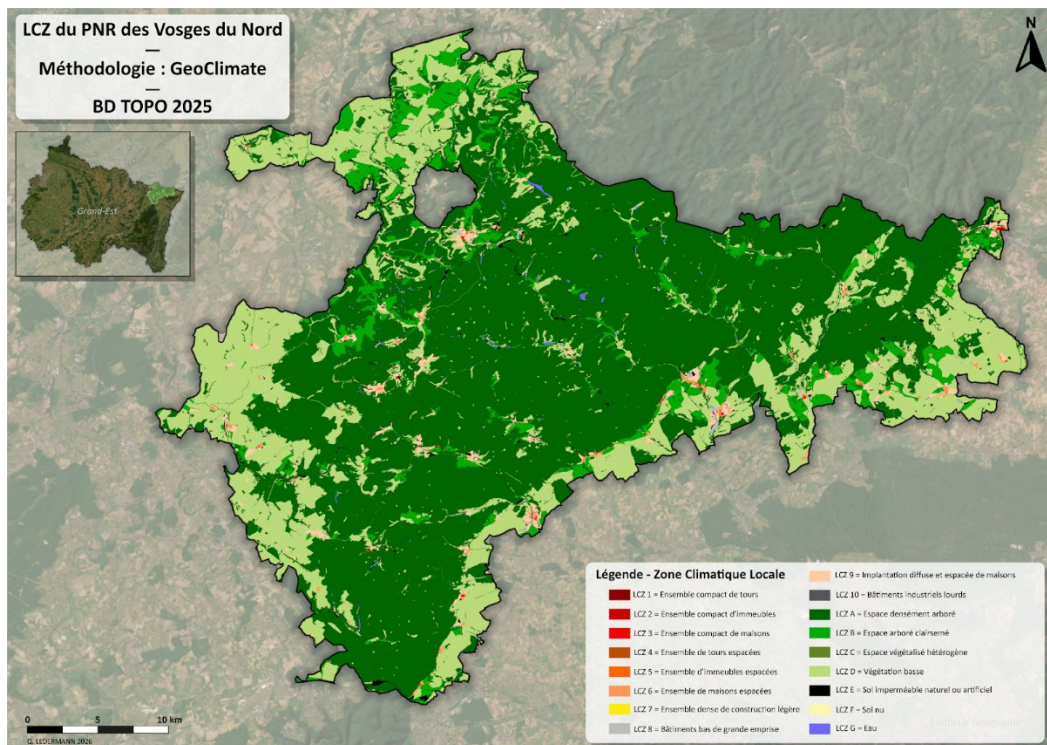 LCZ du PNR des Vosges du Nord
—
Méthodologie : GeoClimate
—
BD TOPO 2025
N
Grand-Est
Légende - Zone Climatique Locale
LCZ 1 = Ensemble compact de tours
LCZ 2 = Ensemble compact d'immeubles
LCZ 3 = Ensemble compact de maisons
LCZ 4 = Ensemble de tours espacées
LCZ 5 = Ensemble d'immeubles espacées
LCZ 6 = Ensemble de maisons espacées
LCZ 7 = Ensemble dense de construction légère
LCZ 8 = Bâtiments bas de grande emprise
LCZ 9 = Implantation diffuse et espacée de maisons
LCZ 10 = Bâtiments industriels lourds
LCZ A = Espace densément arboré
LCZ B = Espace arboré clairsemé
LCZ C = Espace végétalisé hétérogène
LCZ D = Végétation basse
LCZ E = Sol imperméable naturel ou artificiel
LCZ F = Sol nu
LCZ G = Eau
0 5 10 km
Q. LEDERMANN 2026